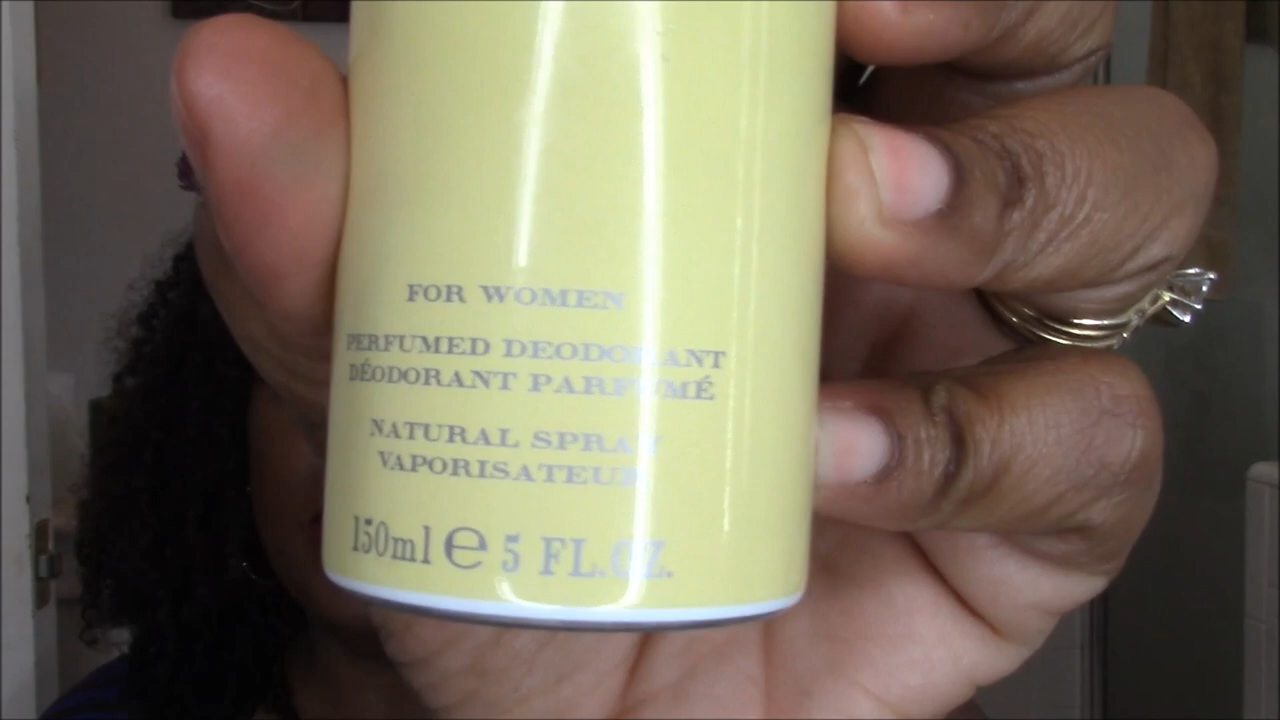 FOR WOMEN
PERFUMED DEODORANT
DÉODORANT PARFUMÉ
NATURAL SPRAY
VAPORISATEUR
150ml e 5 FL.OZ.